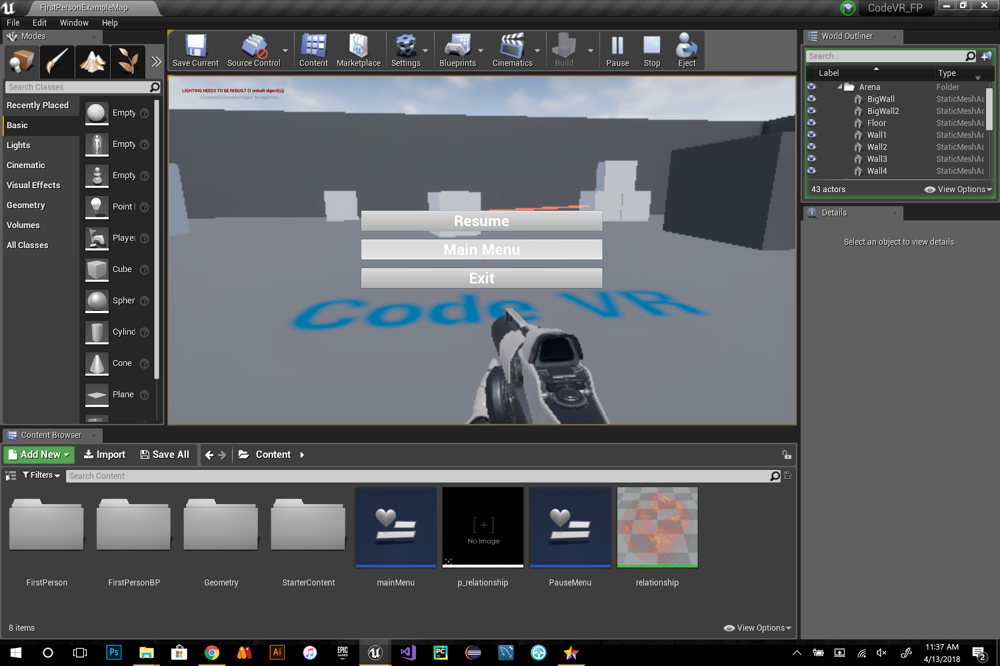 FirstPersonExampleMap
CodeVR_FP
File Edit Window Help
Modes
Save Current Source Control Content Marketplace Settings Blueprints Cinematics Build Pause Stop Eject
World Outliner
Search...
Label Type
Arena Folder
BigWall StaticMeshAc
BigWall2 StaticMeshAc
Floor StaticMeshAc
Wall1 StaticMeshAc
Wall2 StaticMeshAc
Wall3 StaticMeshAc
Wall4 StaticMeshAc
43 actors View Options
Details
Select an object to view details.
Search Classes
Recently Placed
Basic
Lights
Cinematic
Visual Effects
Geometry
Volumes
All Classes
Empty
Empty
Empty
Point
Player
Cube
Spher
Cylind
Cone
Plane
LIGHTING NEEDS TO BE REBUILT (1 unbuilt object(s))
'DisableAllScreenMessages' to suppress
Resume
Main Menu
Exit
Code VR
Content Browser
Add New Import Save All Content
Filters Search Content
No Image
FirstPerson FirstPersonBP Geometry StarterContent mainMenu p_relationship PauseMenu relationship
8 items View Options
Ps
Ai
EPIC
GAMES
PC
11:37 AM
4/13/2018
2